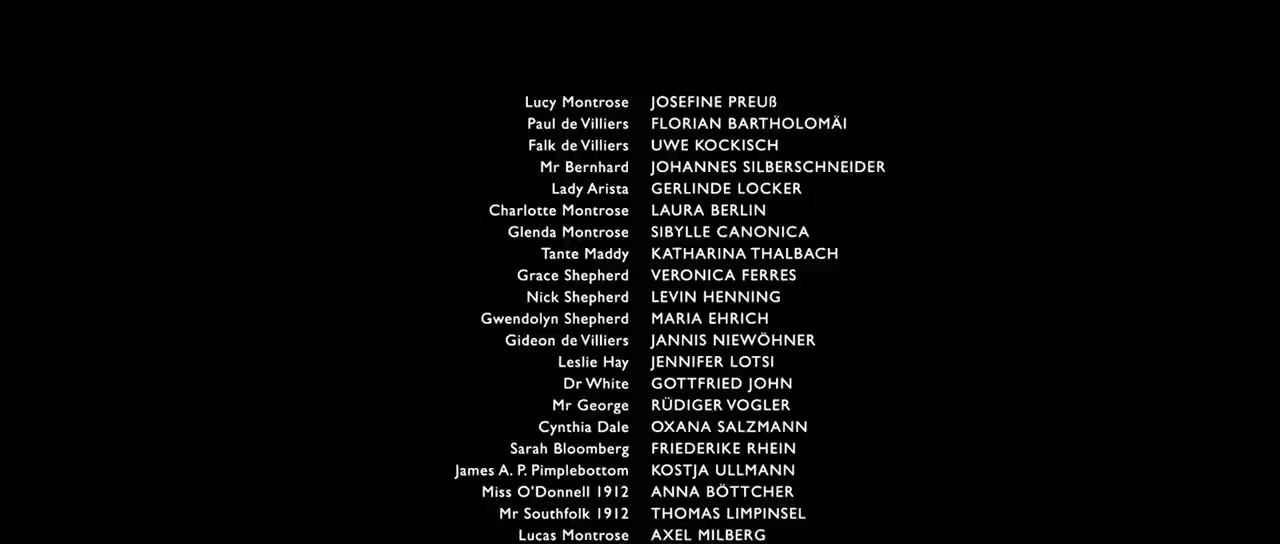 Lucy Montrose JOSEFINE PREUß
Paul de Villiers FLORIAN BARTHOLOMÄI
Falk de Villiers UWE KOCKISCH
Mr Bernhard JOHANNES SILBERSCHNEIDER
Lady Arista GERLINDE LOCKER
Charlotte Montrose LAURA BERLIN
Glenda Montrose SIBYLLE CANONICA
Tante Maddy KATHARINA THALBACH
Grace Shepherd VERONICA FERRES
Nick Shepherd LEVIN HENNING
Gwendolyn Shepherd MARIA EHRICH
Gideon de Villiers JANNIS NIEWÖHNER
Leslie Hay JENNIFER LOTSI
Dr White GOTTFRIED JOHN
Mr George RÜDIGER VOGLER
Cynthia Dale OXANA SALZMANN
Sarah Bloomberg FRIEDERIKE RHEIN
James A. P. Pimplebottom KOSTJA ULLMANN
Miss O'Donnell 1912 ANNA BÖTTCHER
Mr Southfolk 1912 THOMAS LIMPINSEL
Lucas Montrose AXEL MILBERG